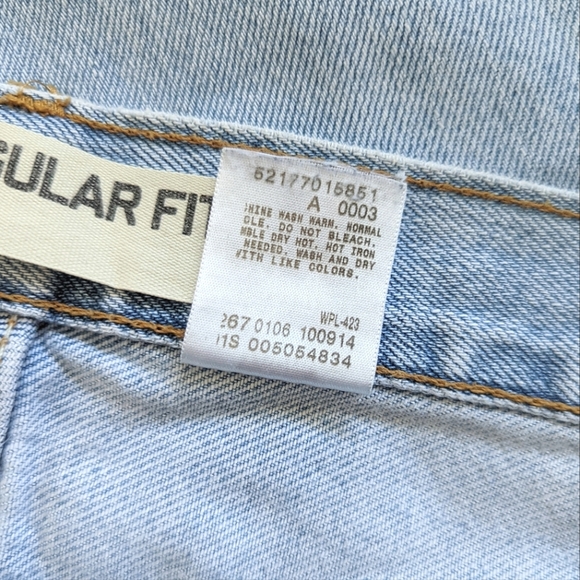 GULAR FIT
52177015851
A 0003
HINE WASH WARM. NORMAL
CLE. DO NOT BLEACH.
MBLE DRY HOT. HOT IRON
NEEDED. WASH AND DRY
WITH LIKE COLORS.
WPL-423
267 0106 100914
11S 005054834